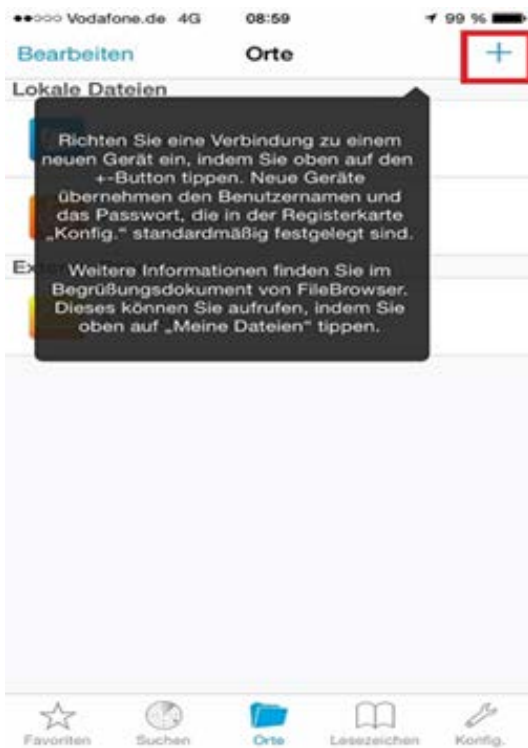 Vodafone.de 4G 08:59 99 %
Bearbeiten Orte +
Lokale Dateien
Richten Sie eine Verbindung zu einem
neuen Gerät ein, indem Sie oben auf den
+-Button tippen. Neue Geräte
übernehmen den Benutzernamen und
das Passwort, die in der Registerkarte
„Konfig.“ standardmäßig festgelegt sind.
Weitere Informationen finden Sie im
Begrüßungsdokument von FileBrowser.
Dieses können Sie aufrufen, indem Sie
oben auf „Meine Dateien“ tippen.
Favoriten Suchen Orte Lesezeichen Konfig.